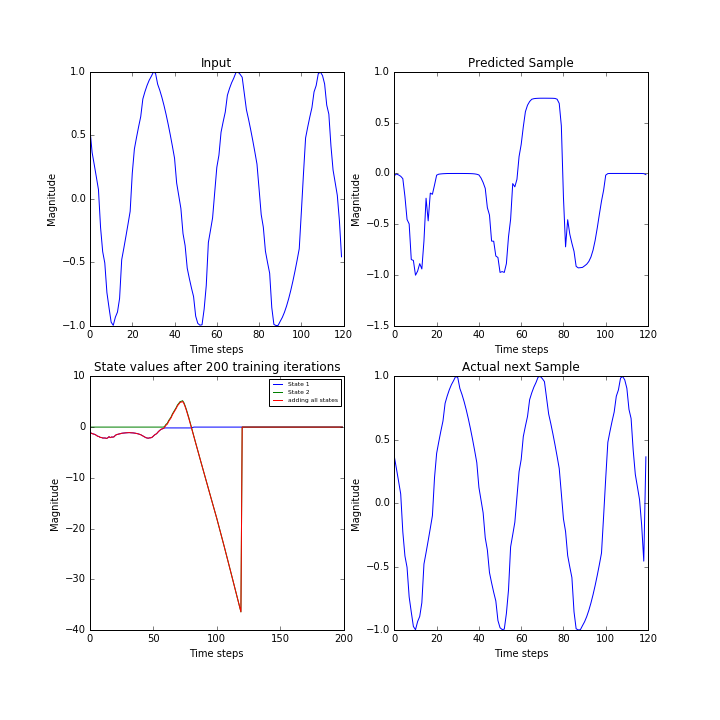 Input
1.0
0.5
0.0
−0.5
−1.0
Magnitude
0 20 40 60 80 100 120
Time steps
Predicted Sample
1.0
0.5
0.0
−0.5
−1.0
−1.5
Magnitude
0 20 40 60 80 100 120
Time steps
State values after 200 training iterations
10
0
−10
−20
−30
−40
Magnitude
State 1
State 2
adding all states
0 50 100 150 200
Time steps
Actual next Sample
1.0
0.5
0.0
−0.5
−1.0
Magnitude
0 20 40 60 80 100 120
Time steps